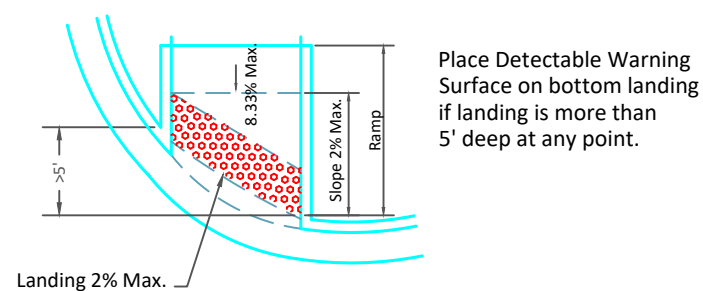 Place Detectable Warning
Surface on bottom landing
if landing is more than
5' deep at any point.
8.33% Max.
Slope 2% Max.
Ramp
>5'
Landing 2% Max.